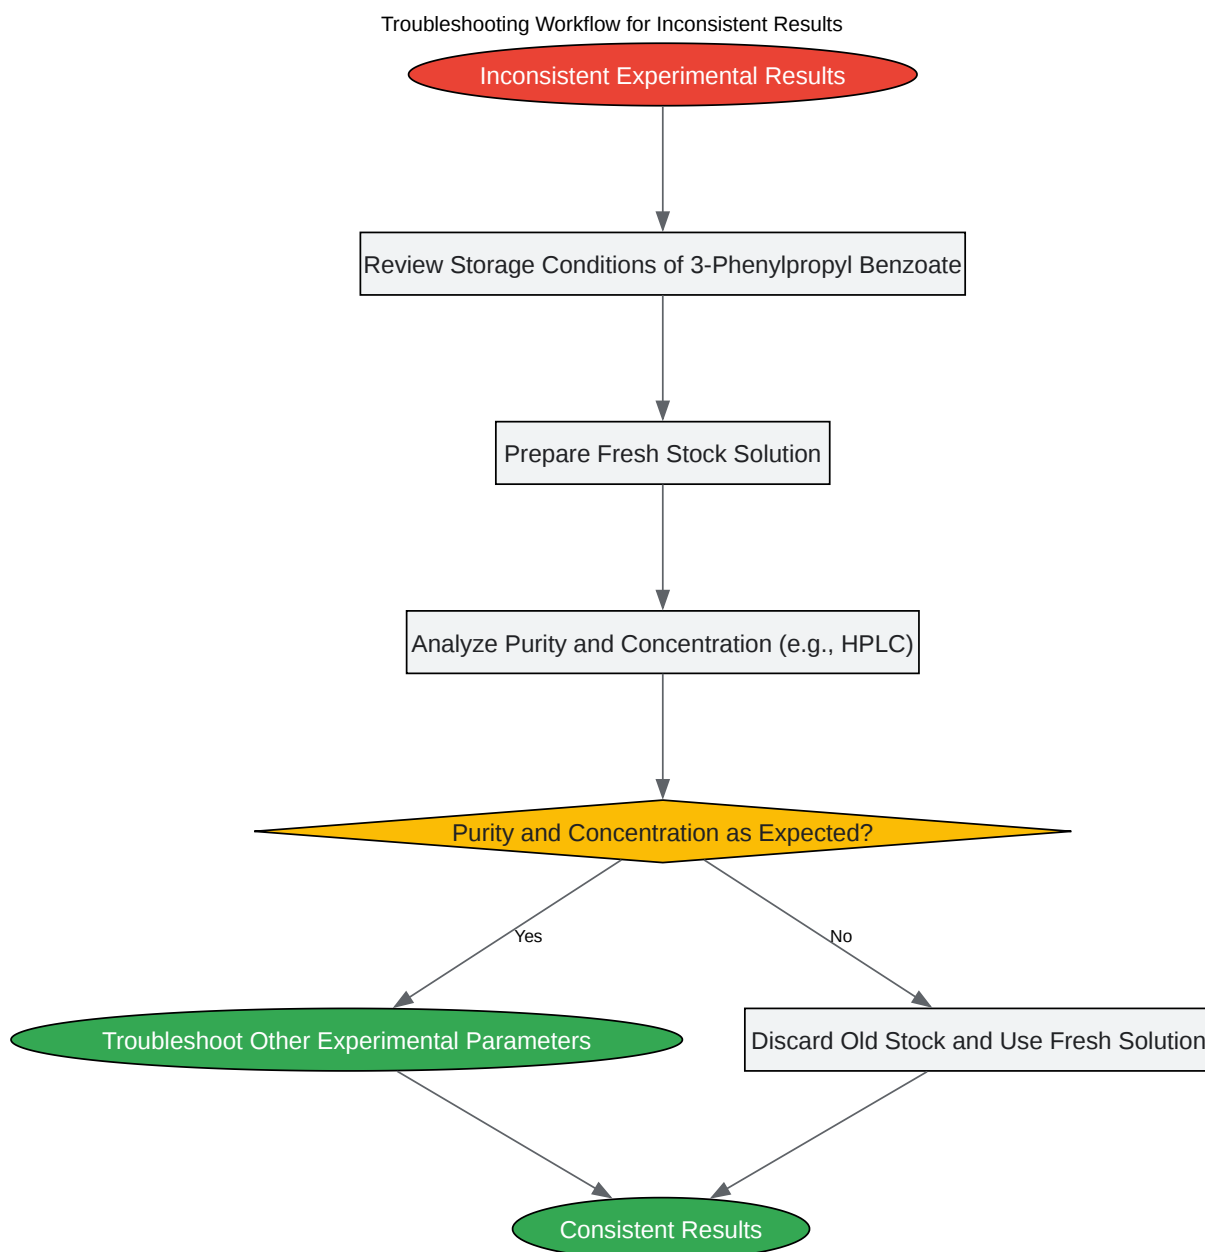 Troubleshooting Workflow for Inconsistent Results
Inconsistent Experimental Results
Review Storage Conditions of 3-Phenylpropyl Benzoate
Prepare Fresh Stock Solution
Analyze Purity and Concentration (e.g., HPLC)
Purity and Concentration as Expected?
Yes
No
Troubleshoot Other Experimental Parameters
Discard Old Stock and Use Fresh Solution
Consistent Results